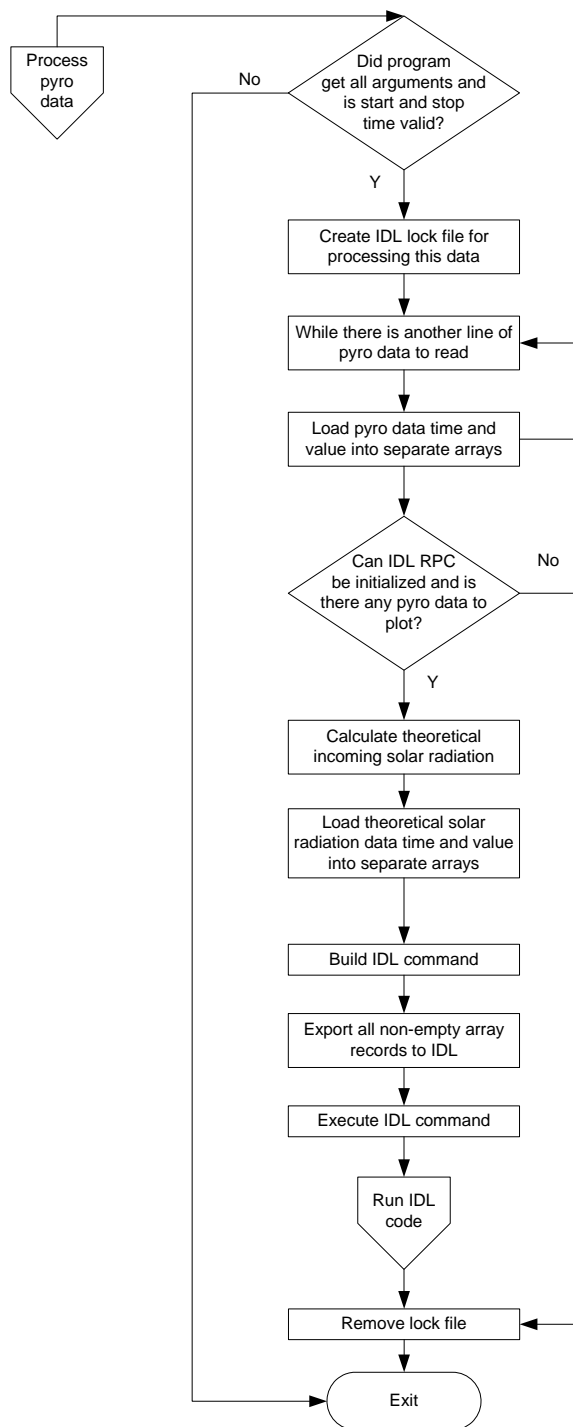 Process
pyro
data
Did program
get all arguments and
is start and stop
time valid?
No
Y
Create IDL lock file for
processing this data
While there is another line of
pyro data to read
Load pyro data time and
value into separate arrays
Can IDL RPC
be initialized and is
there any pyro data to
plot?
No
Y
Calculate theoretical
incoming solar radiation
Load theoretical solar
radiation data time and value
into separate arrays
Build IDL command
Export all non-empty array
records to IDL
Execute IDL command
Run IDL
code
Remove lock file
Exit